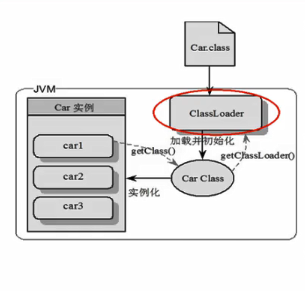 Car.class
JVM
Car 实例
ClassLoader
car1
加载并初始化
getClass()
getClassLoader()
car2
Car Class
实例化
car3